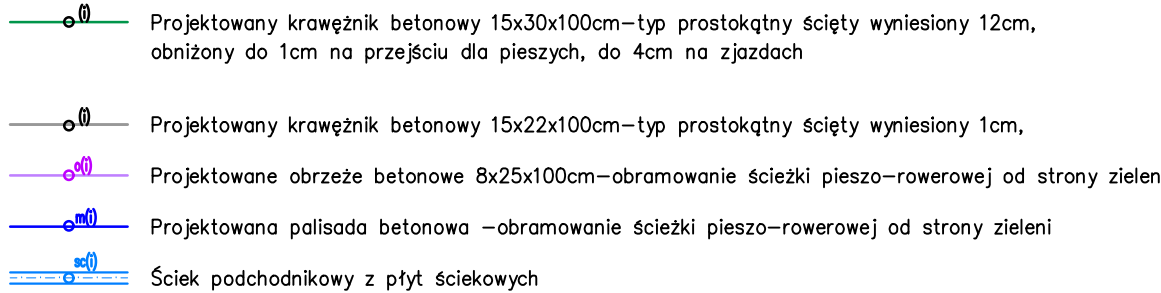 (i) Projektowany krawężnik betonowy 15x30x100cm–typ prostokątny ścięty wyniesiony 12cm,
obniżony do 1cm na przejściu dla pieszych, do 4cm na zjazdach
(i) Projektowany krawężnik betonowy 15x22x100cm–typ prostokątny ścięty wyniesiony 1cm,
o(i) Projektowane obrzeże betonowe 8x25x100cm–obramowanie ścieżki pieszo–rowerowej od strony zielen
m(i) Projektowana palisada betonowa –obramowanie ścieżki pieszo–rowerowej od strony zieleni
sc(i) Ściek podchodnikowy z płyt ściekowych